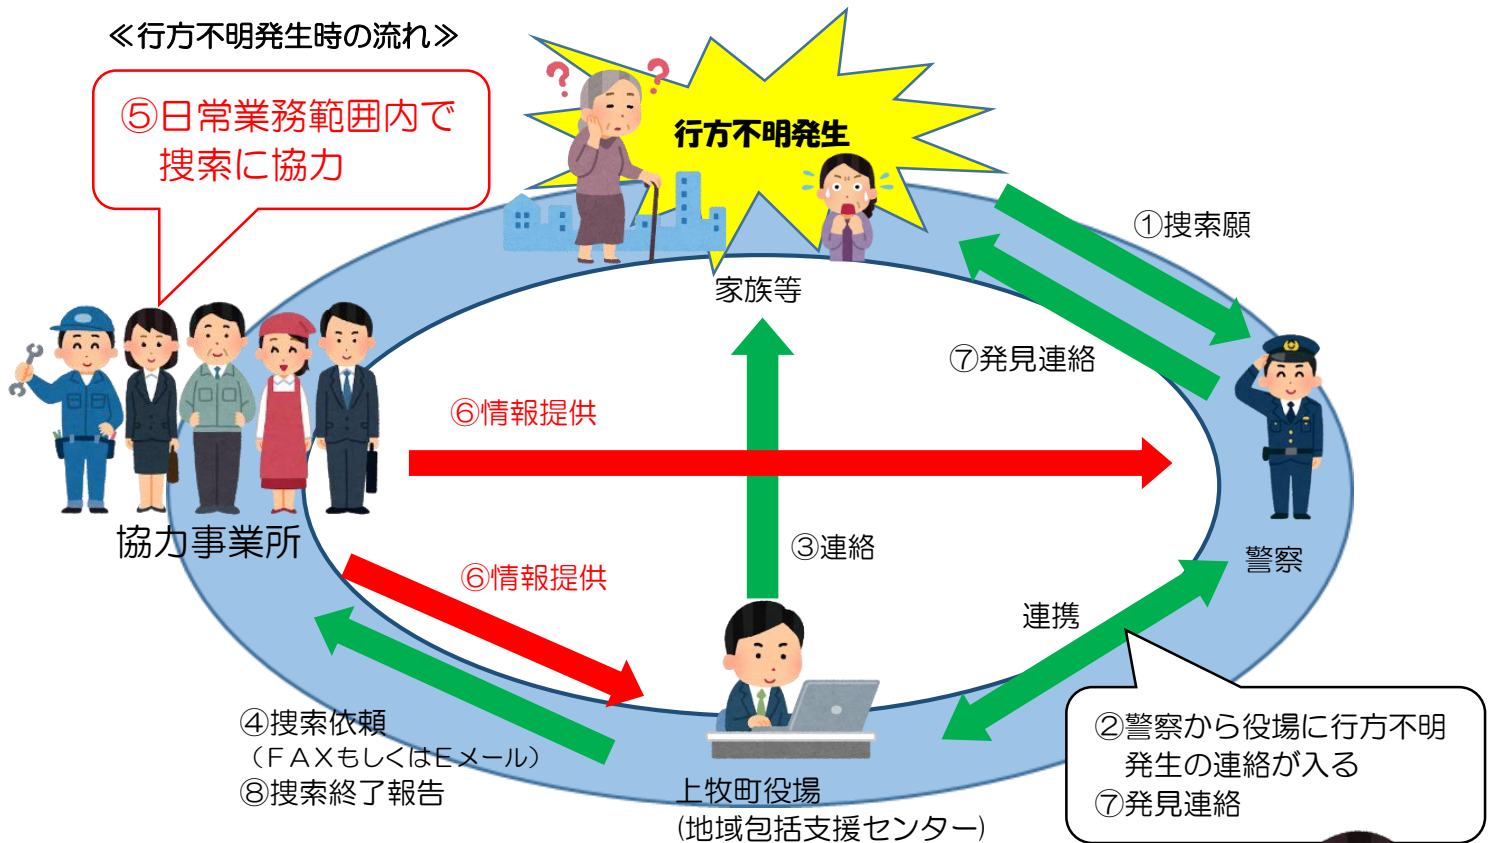 ≪行方不明発生時の流れ≫
⑤日常業務範囲内で
捜索に協力
? ?
行方不明発生
①捜索願
家族等
⑦発見連絡
⑥情報提供
協力事業所
③連絡
警察
⑥情報提供
連携
④捜索依頼
（ＦＡＸもしくはＥメール）
⑧捜索終了報告
上牧町役場
(地域包括支援センター)
②警察から役場に行方不明
発生の連絡が入る
⑦発見連絡